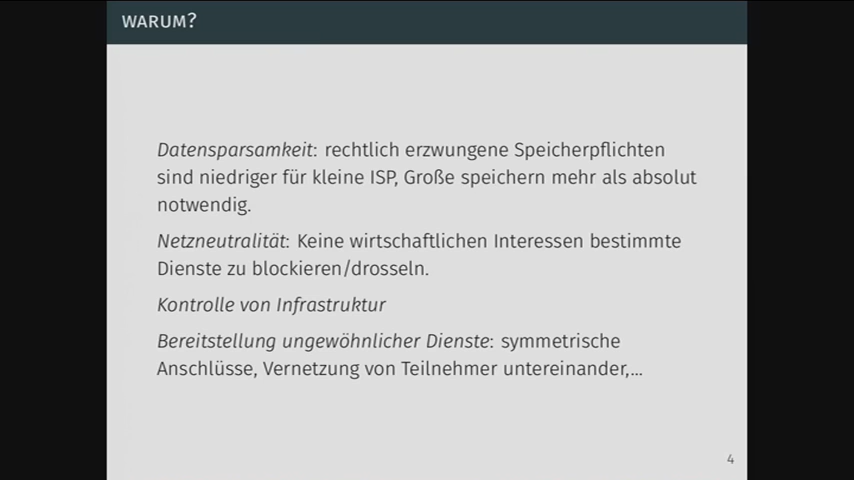 WARUM?
Datensparsamkeit: rechtlich erzwungene Speicherpflichten
sind niedriger für kleine ISP, Große speichern mehr als absolut
notwendig.
Netzneutralität: Keine wirtschaftlichen Interessen bestimmte
Dienste zu blockieren/drosseln.
Kontrolle von Infrastruktur
Bereitstellung ungewöhnlicher Dienste: symmetrische
Anschlüsse, Vernetzung von Teilnehmer untereinander,...
4